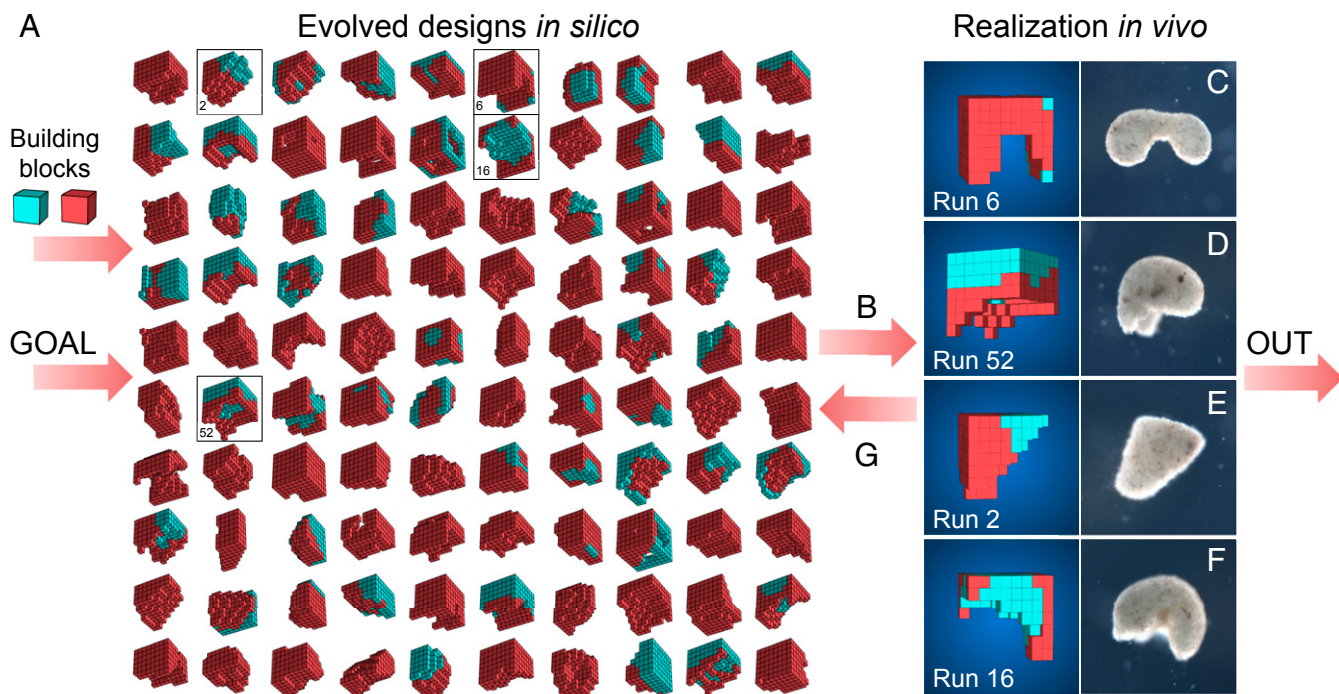 A
Evolved designs in silico
Realization in vivo
2
6
16
Building
blocks
GOAL
52
B
G
Run 6
C
Run 52
D
Run 2
E
Run 16
F
OUT